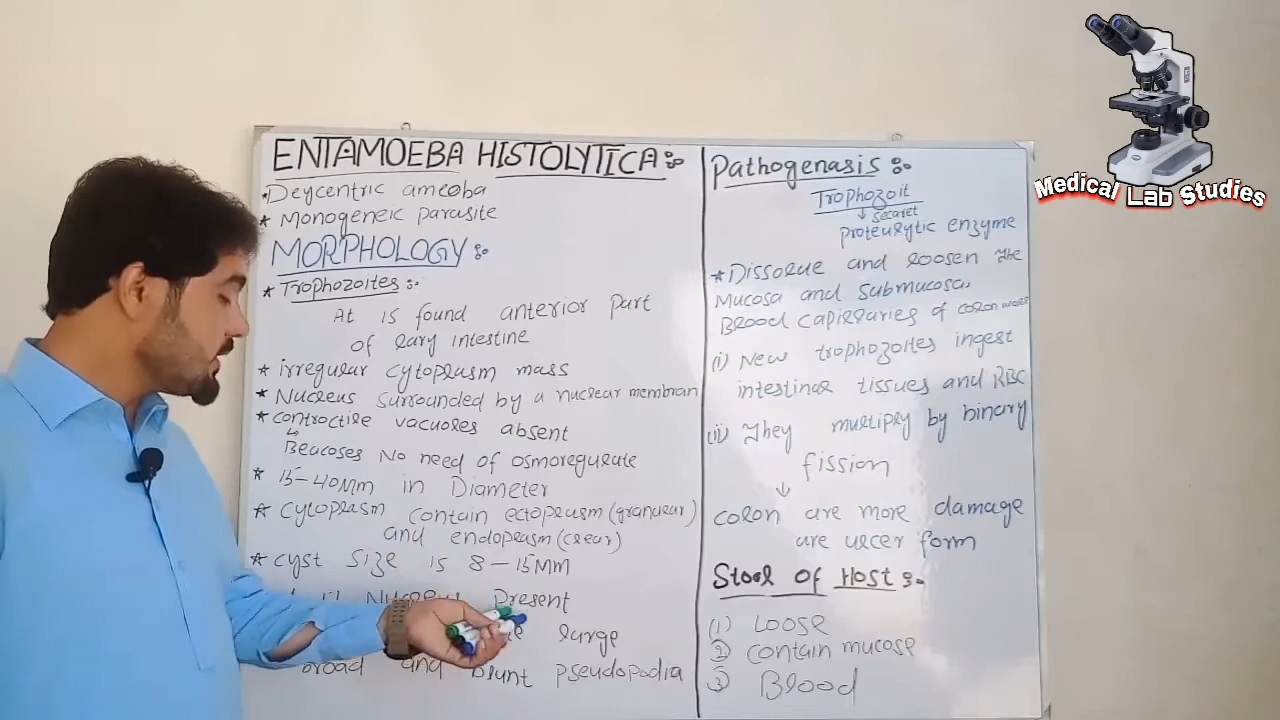 ENTAMOEBA HISTOLYTICA:-
* Deycentric ameoba
* Monogeneic parasite
MORPHOLOGY:-
* Trophozoites:-
At is found anterior part
of lary intestine
* irregular cytoplasm mass
* Nucleus surrounded by a nuclear membran
* controctile vacuoles absent
Beacoses No need of osmoregulate
* 15-40Mm in Diameter
* cytoplasm contain ectoplasm (granular)
and endoplasm (clear)
* cyst size is 8-15Mm
Nucleus Present
large
broad and blunt pseudopodia
Pathogenasis:-
Trophozoit
↓ secaret
proteulytic enzyme
* Dissolue and loosen the
Mucosa and submucosa,
Blood capillaries of colon
(i) New trophozoites ingest
intestinal tissues and RBC
(ii) They multiply by binary
fission
↓
colon are more damage
are ulcer form
Stool of Host:-
(1) Loose
(2) contain mucose
(3) Blood
Medical Lab Studies